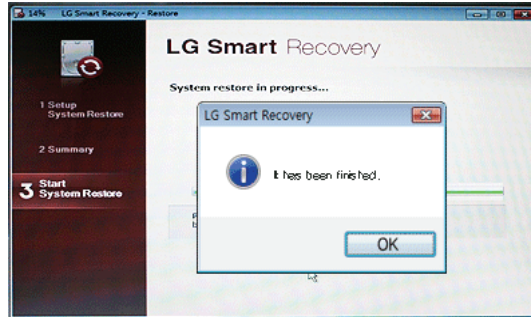 14% LG Smart Recovery - Restore
LG Smart Recovery
System restore in progress...
1 Setup
System Restore
2 Summary
3 Start
System Restore
LG Smart Recovery
It has been finished.
OK